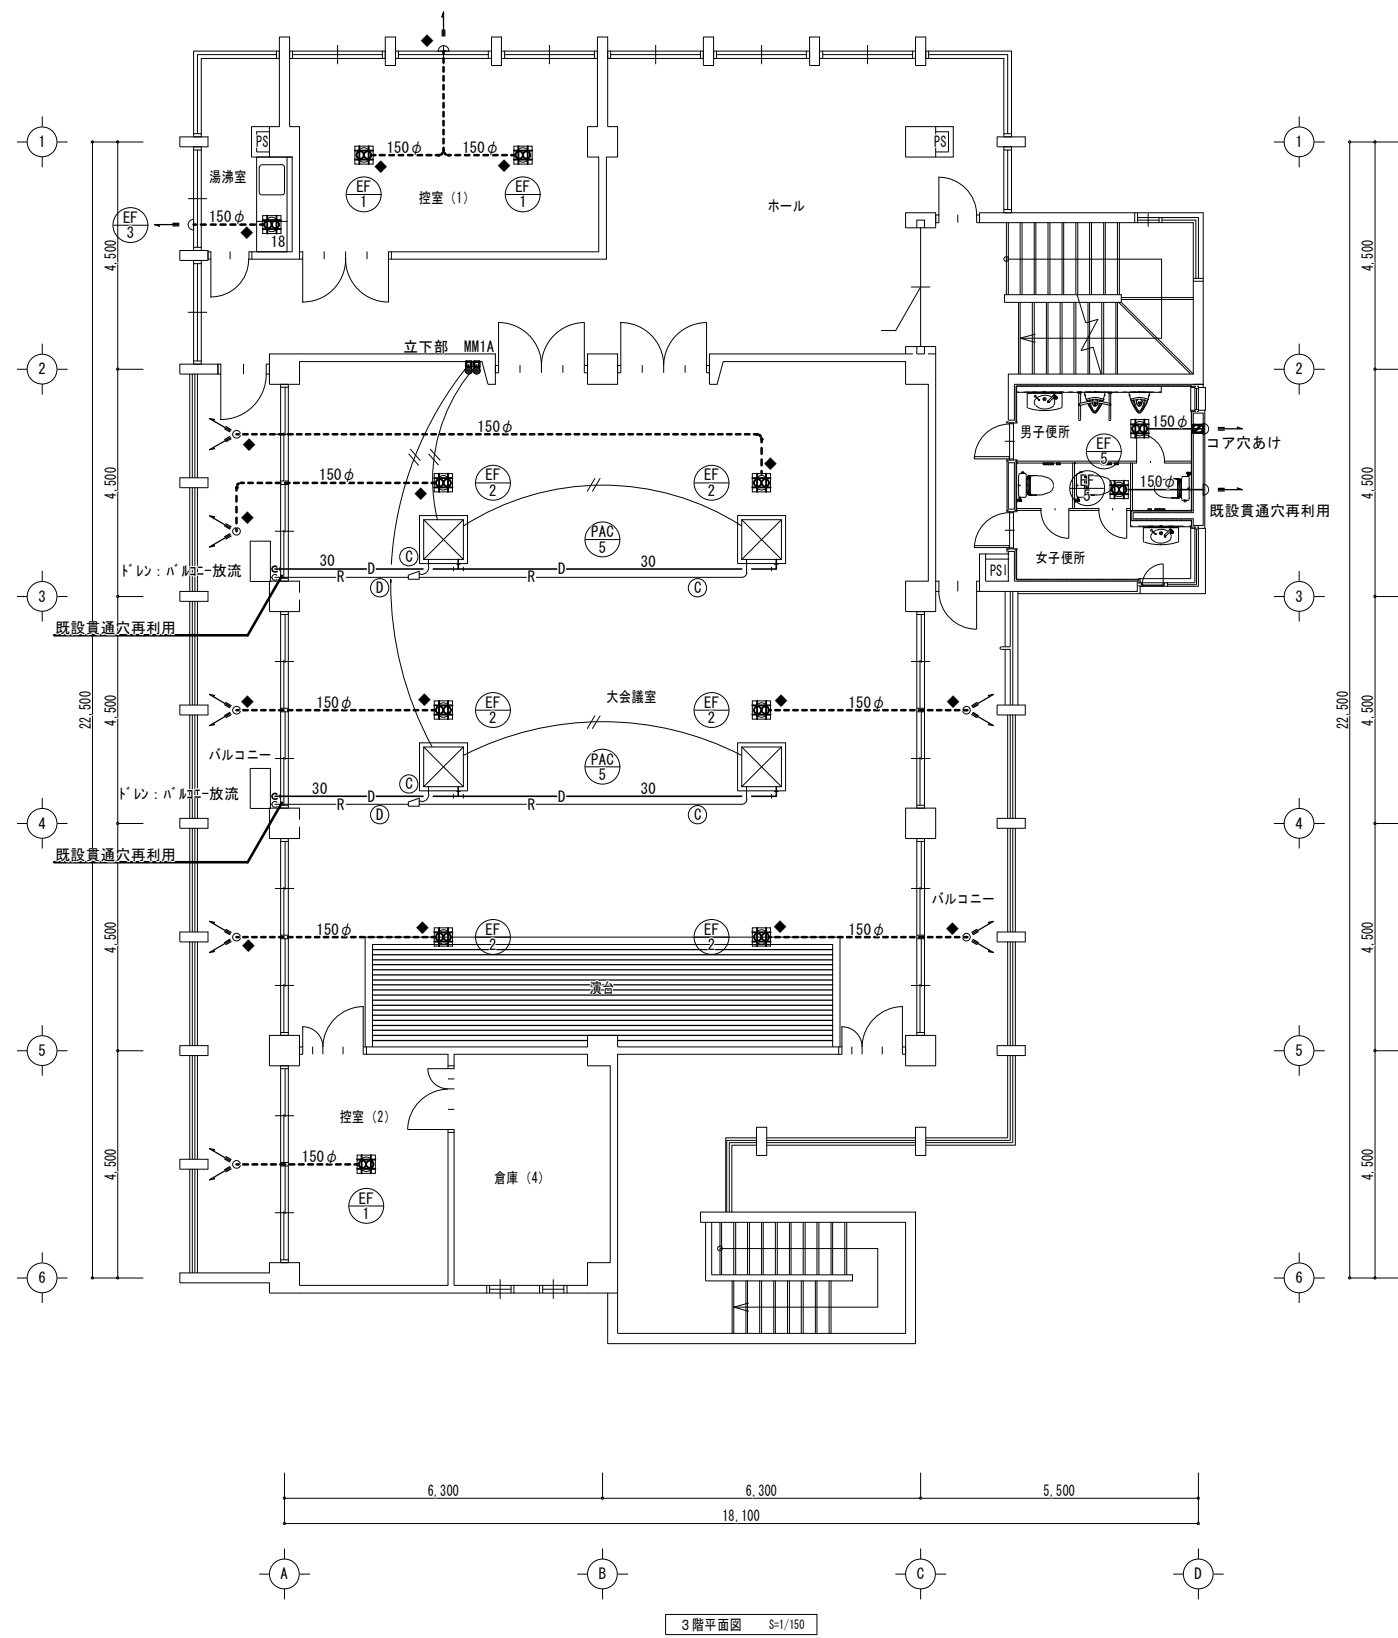 1
PS
150φ
150φ
PS
1
湯沸室
EF
1
控室（1）
EF
1
ホール
EF
3
150φ
18
4,500
4,500
立下部 MM1A
2
2
150φ
男子便所
150φ
コア穴あけ
EF
5
4,500
150φ
EF
2
EF
2
4,500
EF
5
150φ
既設貫通穴再利用
PAC
5
C
女子便所
ドレン：バルコニー放流
30
D
D
30
R
D
R
C
PS
3
3
既設貫通穴再利用
22,500
4,500
150φ
EF
2
大会議室
EF
2
150φ
22,500
4,500
バルコニー
PAC
5
C
ドレン：バルコニー放流
30
D
D
30
R
D
R
C
4
4
既設貫通穴再利用
バルコニー
4,500
150φ
EF
2
EF
2
150φ
4,500
演台
5
5
控室（2）
4,500
150φ
倉庫（4）
4,500
EF
1
6
6
6,300
6,300
5,500
18,100
A
B
C
D
3階平面図 S=1/150